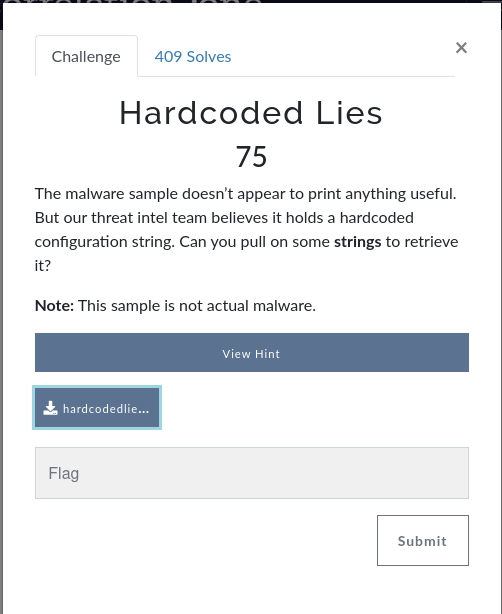 Challenge
409 Solves
×
Hardcoded Lies
75
The malware sample doesn’t appear to print anything useful.
But our threat intel team believes it holds a hardcoded
configuration string. Can you pull on some strings to retrieve
it?
Note: This sample is not actual malware.
View Hint
hardcodedlie...
Flag
Submit